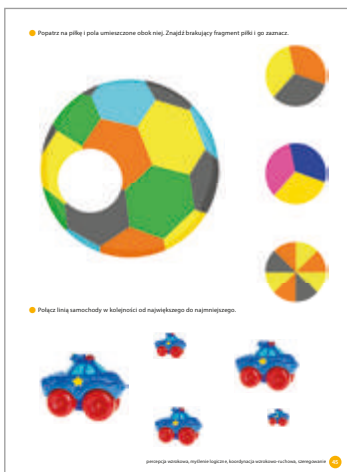 Popatrz na piłkę i pola umieszczone obok niej. Znajdź brakujący fragment piłki i go zaznacz.
Połącz linią samochody w kolejności od największego do najmniejszego.
percepcja wzrokowa, myślenie logiczne, koordynacja wzrokowo-ruchowa, szeregowanie 45